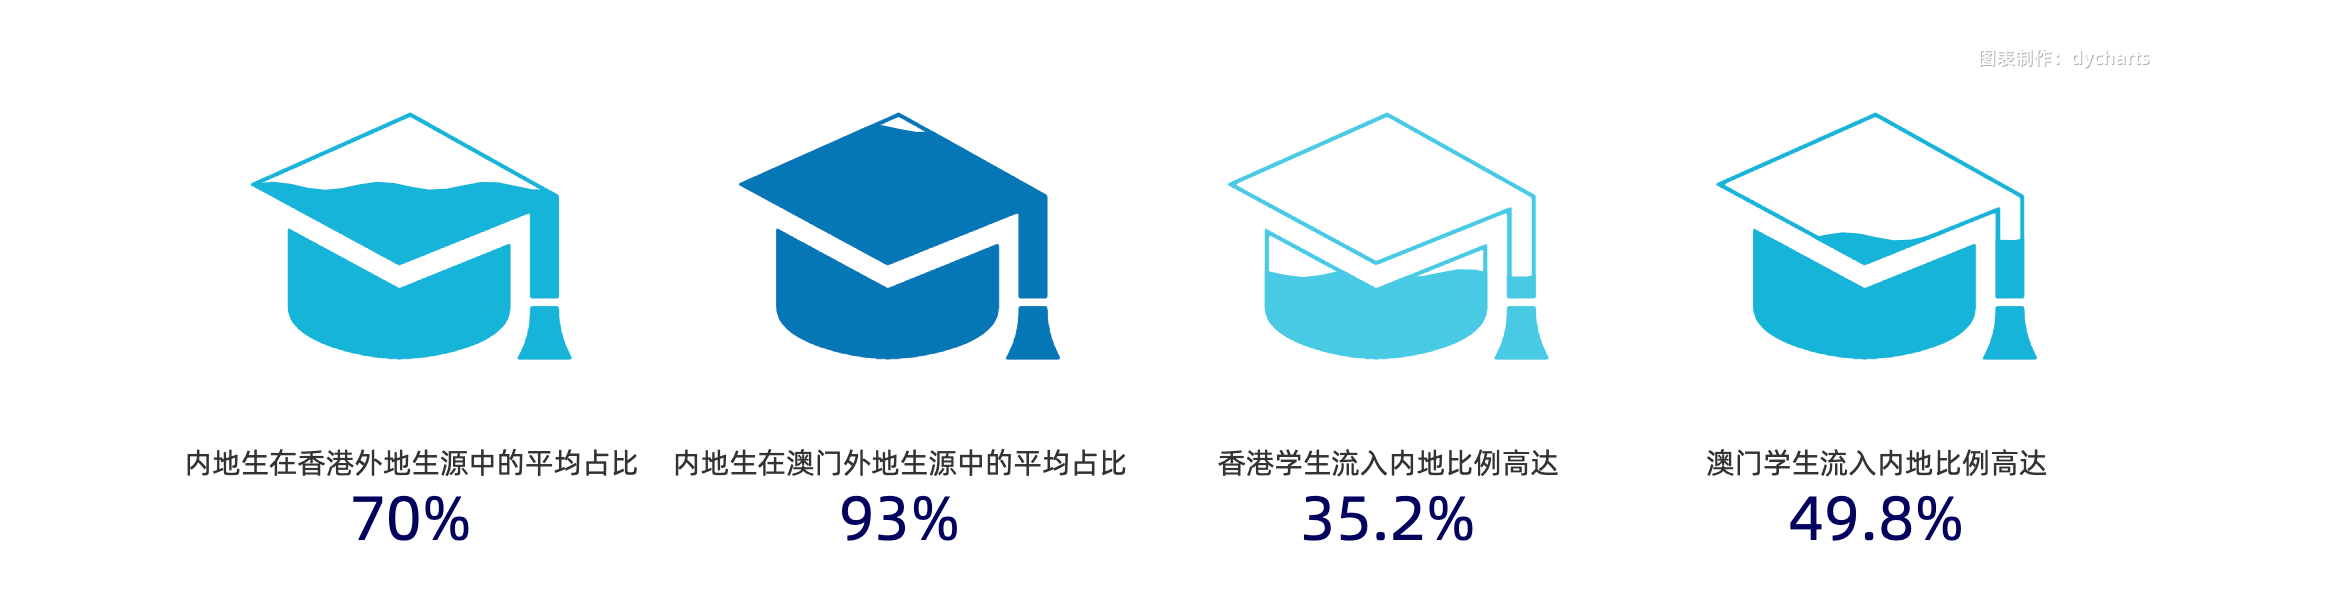 图表制作：dycharts
内地生在香港外地生源中的平均占比
70%
内地生在澳门外地生源中的平均占比
93%
香港学生流入内地比例高达
35.2%
澳门学生流入内地比例高达
49.8%